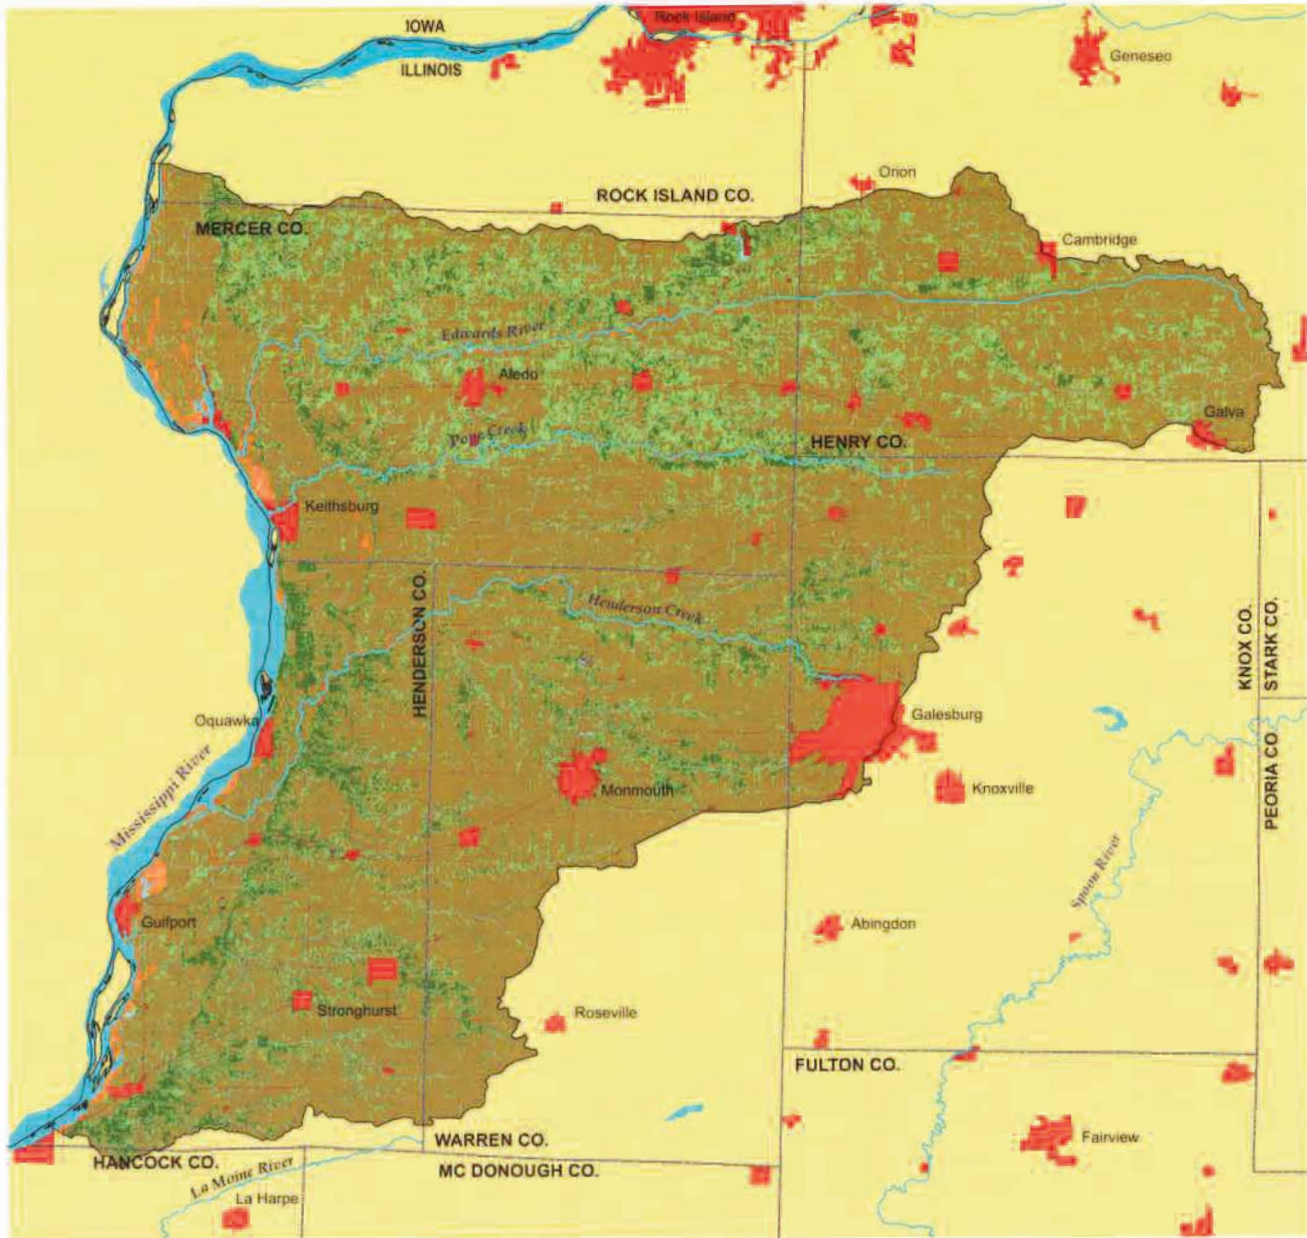 IOWA
Rock Island
ILLINOIS
Geneseo
Orion
ROCK ISLAND CO.
MERCER CO.
Cambridge
Edwards River
Aledo
Galva
Pope Creek
HENRY CO.
Keithsburg
HENDERSON CO.
Henderson Creek
KNOX CO.
STARK CO.
Oquawka
Galesburg
Mississippi River
PEORIA CO.
Monmouth
Knoxville
Spoon River
Gulfport
Abingdon
Stronghurst
Roseville
FULTON CO.
WARREN CO.
Fairview
HANCOCK CO.
MC DONOUGH CO.
La Moine River
La Harpe